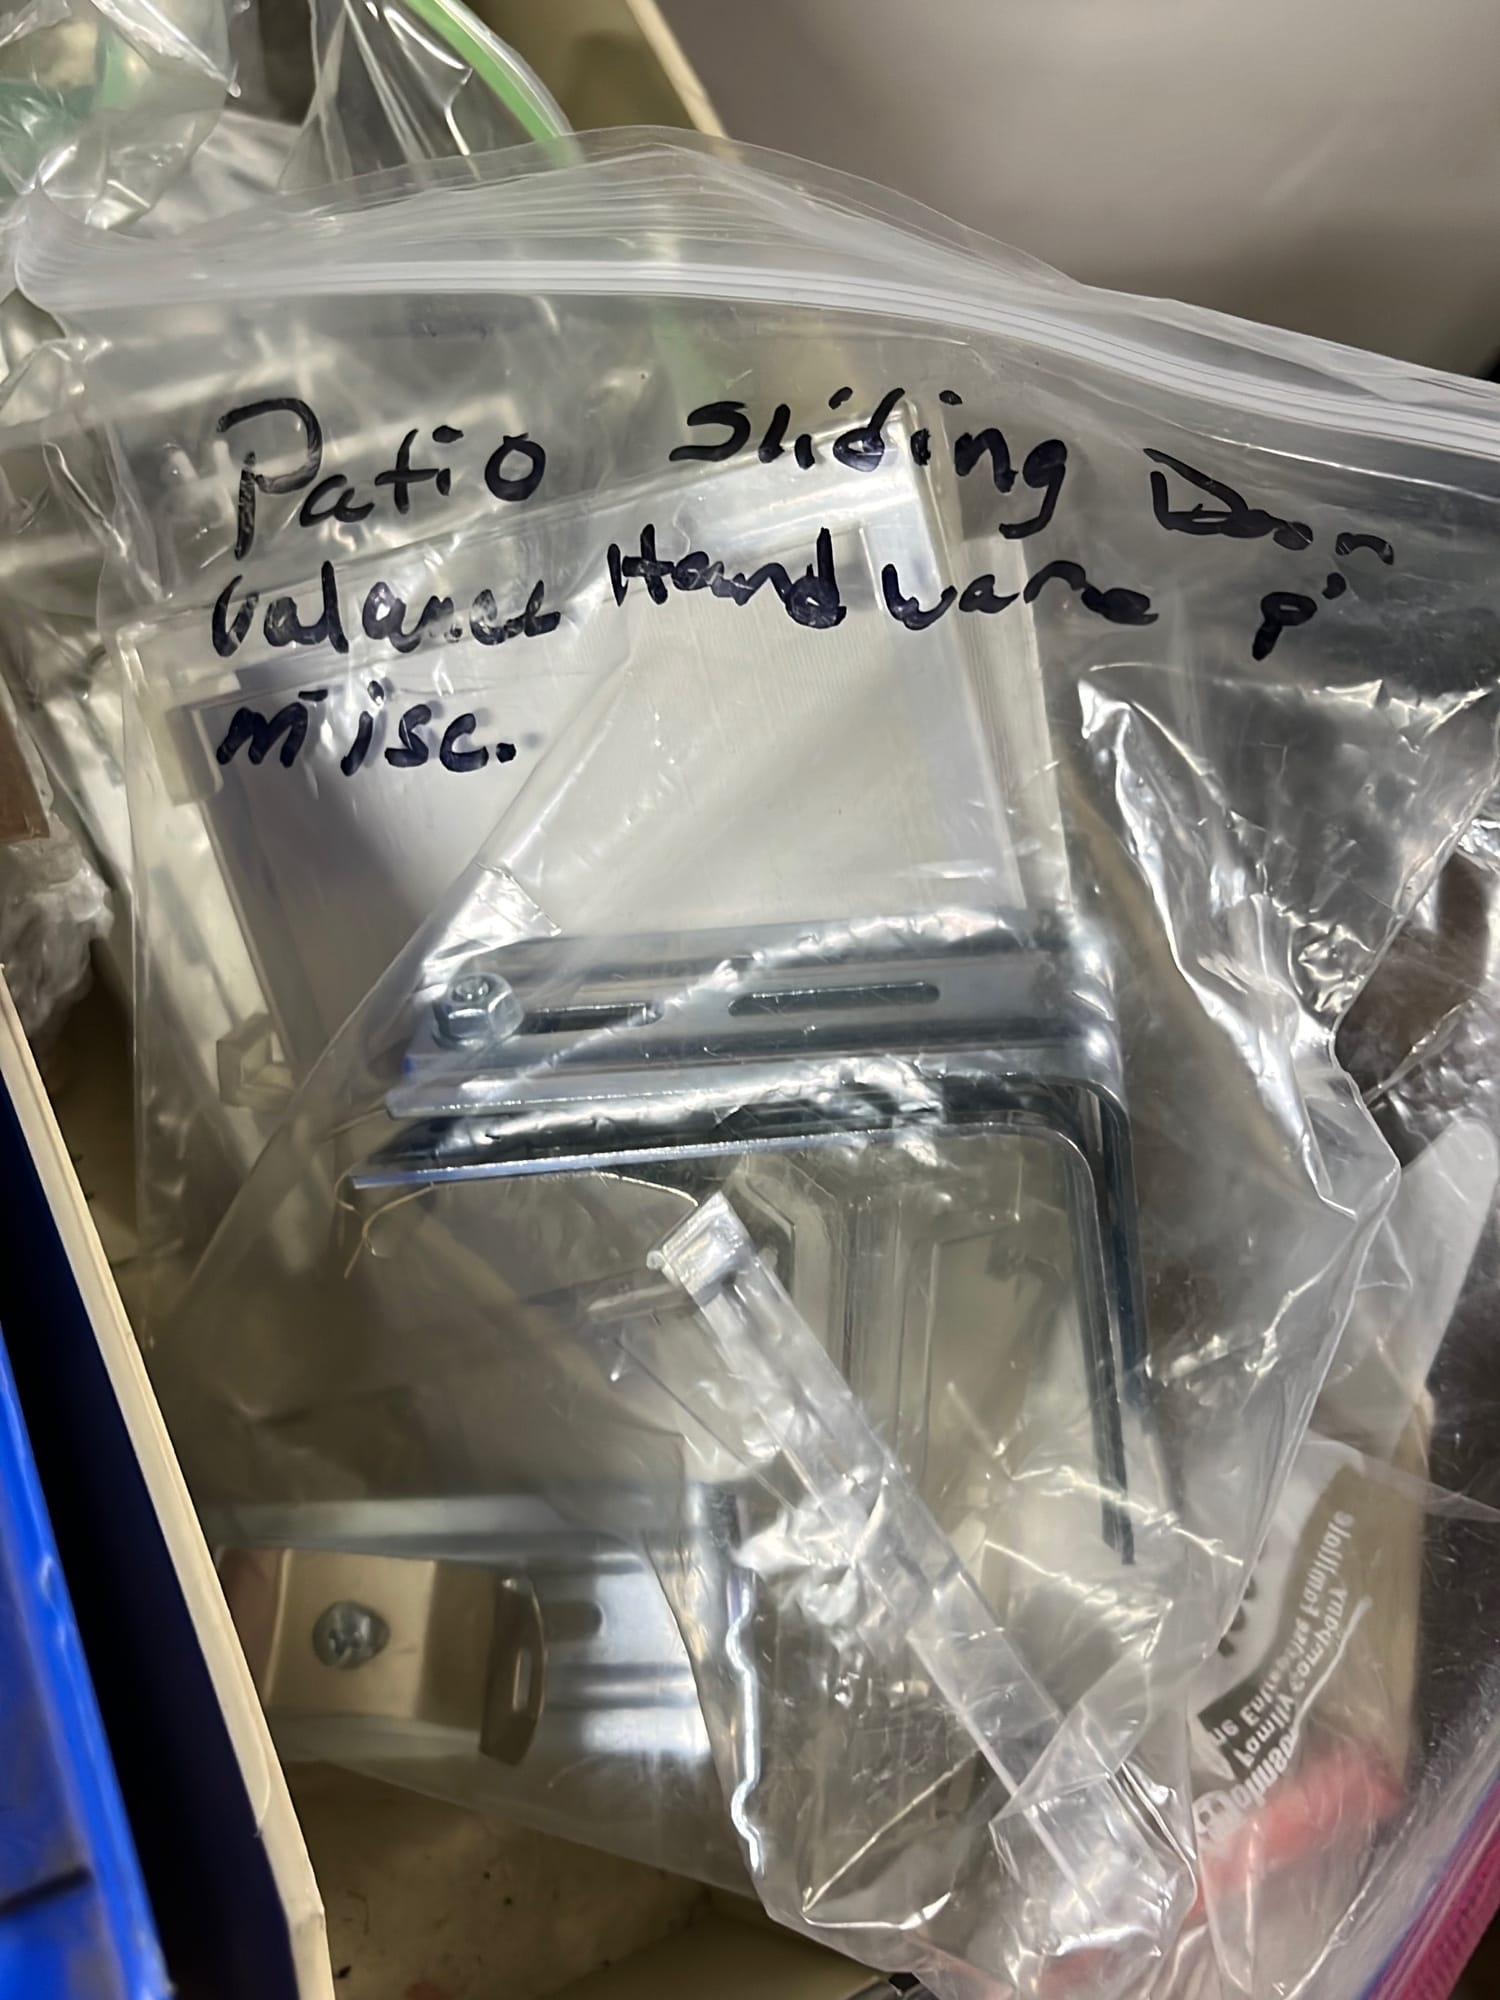 Patio Sliding Door
Valance Hardware &
misc.